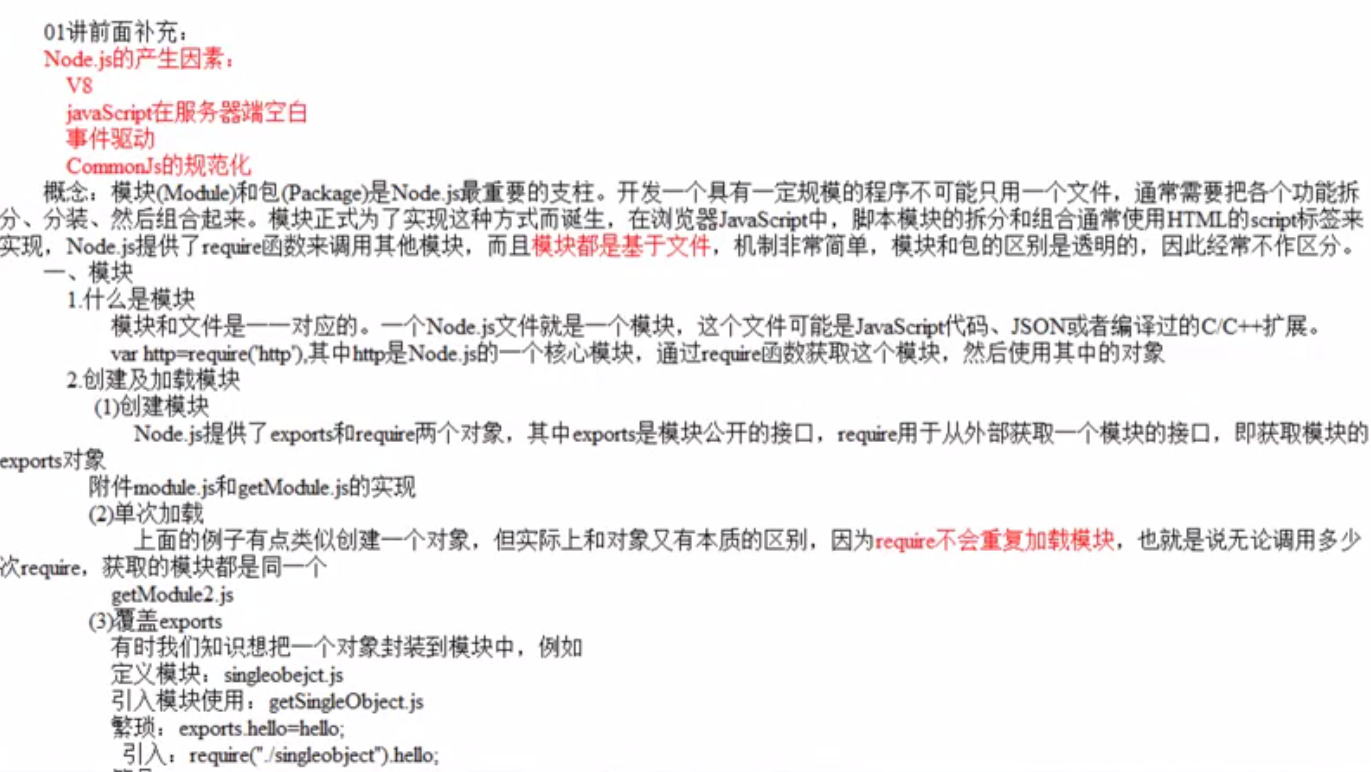 01讲前面补充：
Node.js的产生因素：
V8
javaScript在服务器端空白
事件驱动
CommonJs的规范化
概念：模块(Module)和包(Package)是Node.js最重要的支柱。开发一个具有一定规模的程序不可能只用一个文件，通常需要把各个功能拆
分、分装、然后组合起来。模块正式为了实现这种方式而诞生，在浏览器JavaScript中，脚本模块的拆分和组合通常使用HTML的script标签来
实现，Node.js提供了require函数来调用其他模块，而且模块都是基于文件，机制非常简单，模块和包的区别是透明的，因此经常不作区分。
一、模块
1.什么是模块
模块和文件是一一对应的。一个Node.js文件就是一个模块，这个文件可能是JavaScript代码、JSON或者编译过的C/C++扩展。
var http=require('http'),其中http是Node.js的一个核心模块，通过require函数获取这个模块，然后使用其中的对象
2.创建及加载模块
(1)创建模块
Node.js提供了exports和require两个对象，其中exports是模块公开的接口，require用于从外部获取一个模块的接口，即获取模块的
exports对象
附件module.js和getModule.js的实现
(2)单次加载
上面的例子有点类似创建一个对象，但实际上和对象又有本质的区别，因为require不会重复加载模块，也就是说无论调用多少
次require，获取的模块都是同一个
getModule2.js
(3)覆盖exports
有时我们知识想把一个对象封装到模块中，例如
定义模块：singleobejct.js
引入模块使用：getSingleObject.js
繁琐：exports.hello=hello;
引入：require("./singleobject").hello;